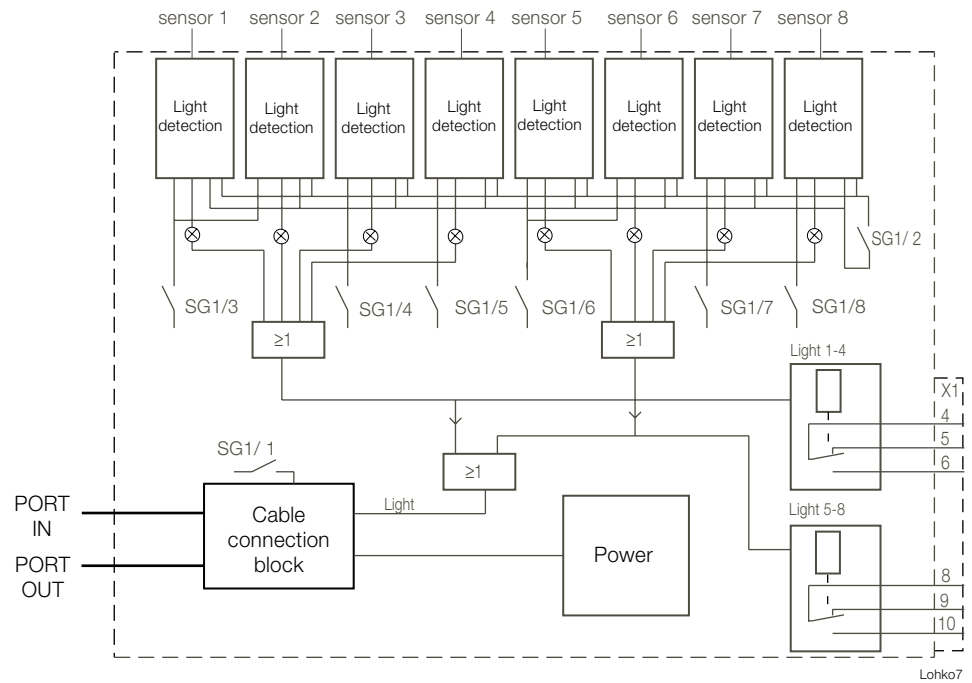 sensor 1 sensor 2 sensor 3 sensor 4 sensor 5 sensor 6 sensor 7 sensor 8
Light detection
Light detection
Light detection
Light detection
Light detection
Light detection
Light detection
Light detection
SG1/ 2
SG1/3
SG1/4
SG1/5
SG1/6
SG1/7
SG1/8
≥1
≥1
Light 1-4
X1
4
5
6
SG1/ 1
≥1
PORT IN
PORT OUT
Cable
connection
block
Light
Power
Light 5-8
8
9
10
Lohko7